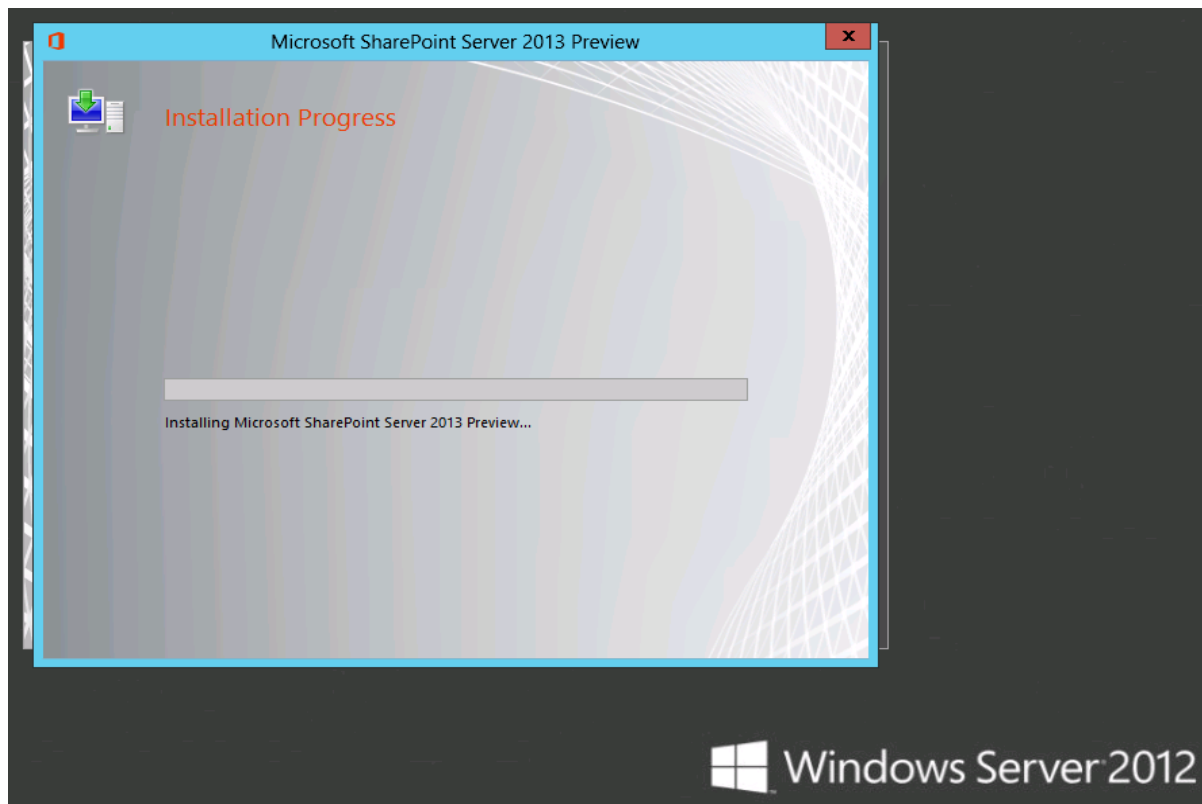 Microsoft SharePoint Server 2013 Preview
x
Installation Progress
Installing Microsoft SharePoint Server 2013 Preview...
Windows Server 2012